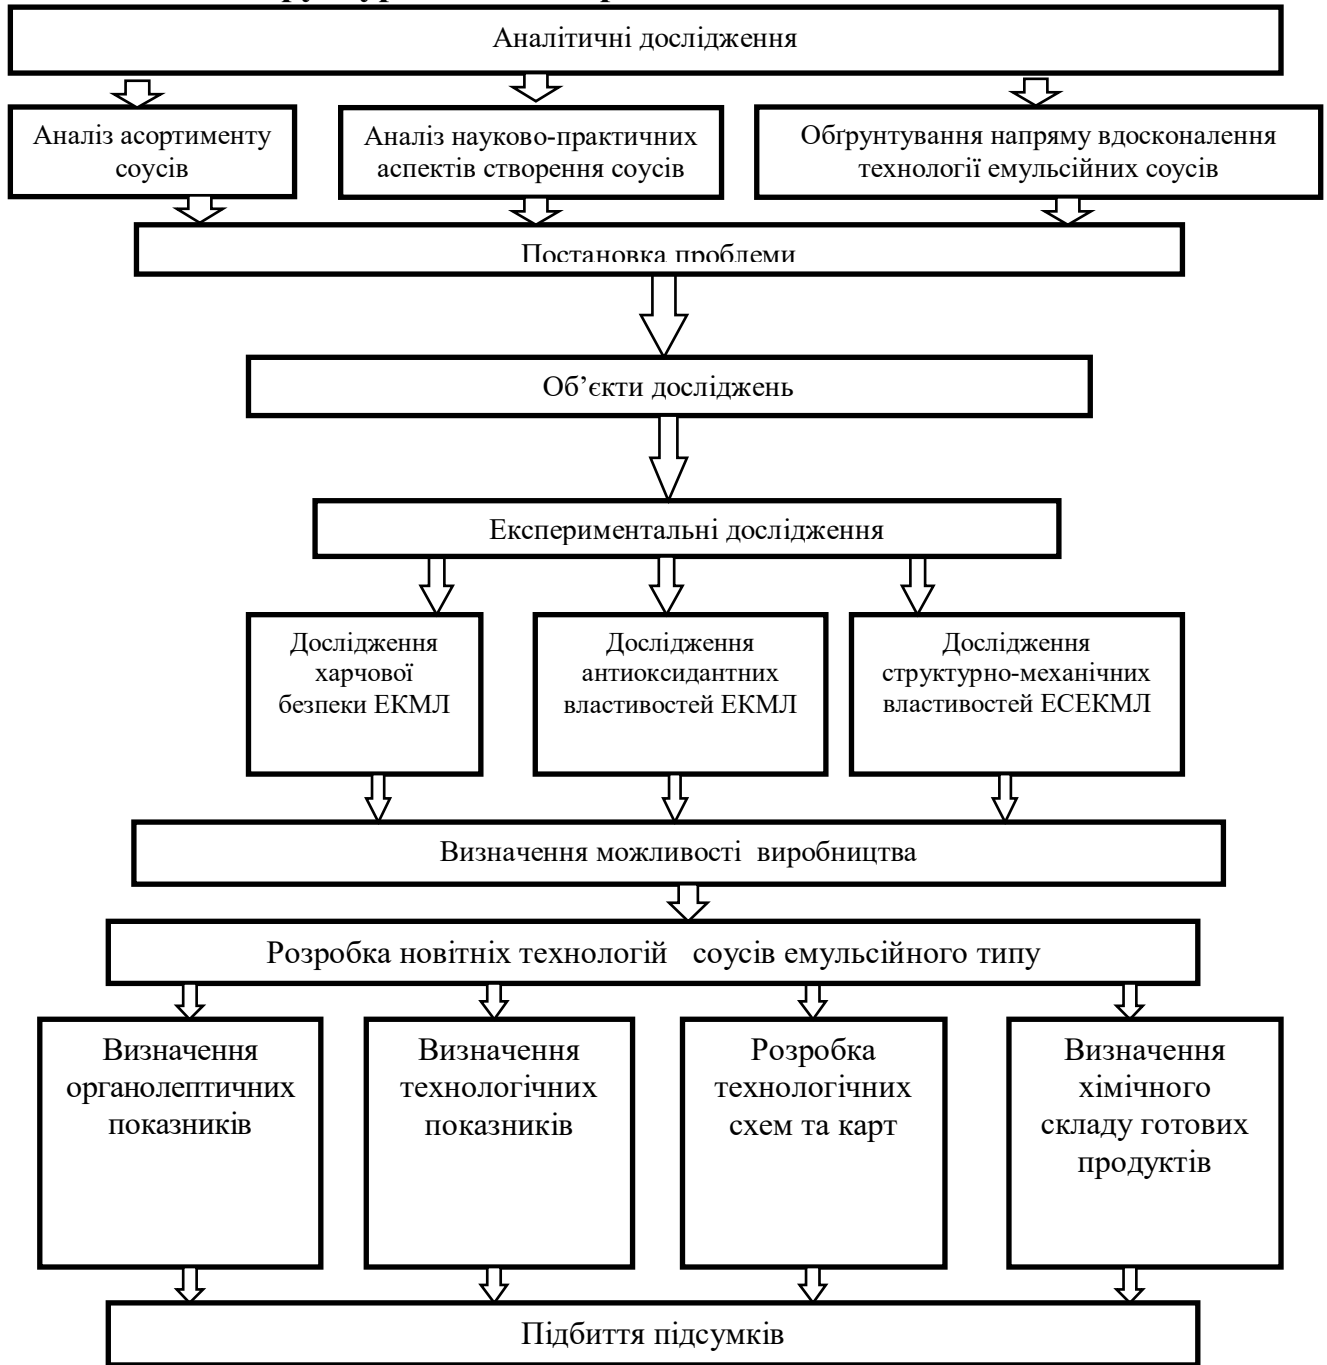 Аналітичні дослідження
Аналіз асортименту
соусів
Аналіз науково-практичних
аспектів створення соусів
Обґрунтування напряму вдосконалення
технології емульсійних соусів
Постановка проблеми
Об’єкти досліджень
Експериментальні дослідження
Дослідження
харчової
безпеки ЕКМЛ
Дослідження
антиоксидантних
властивостей ЕКМЛ
Дослідження
структурно-механічних
властивостей ЕСЕКМЛ
Визначення можливості виробництва
Розробка новітніх технологій соусів емульсійного типу
Визначення
органолептичних
показників
Визначення
технологічних
показників
Розробка
технологічних
схем та карт
Визначення
хімічного
складу готових
продуктів
Підбиття підсумків